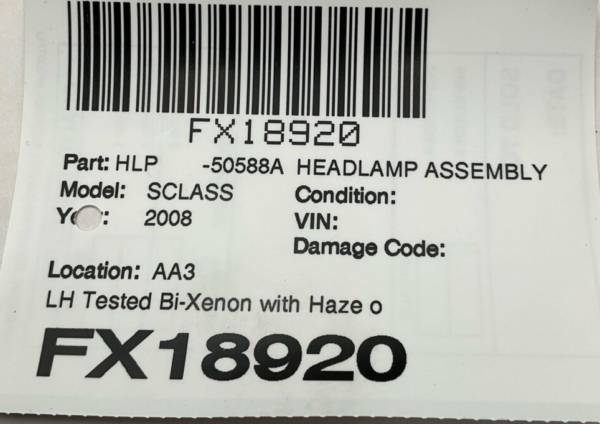 FX18920
Part: HLP -50588A HEADLAMP ASSEMBLY
Model: SCLASS Condition:
Ye : 2008 VIN:
Damage Code:
Location: AA3
LH Tested Bi-Xenon with Haze o
FX18920